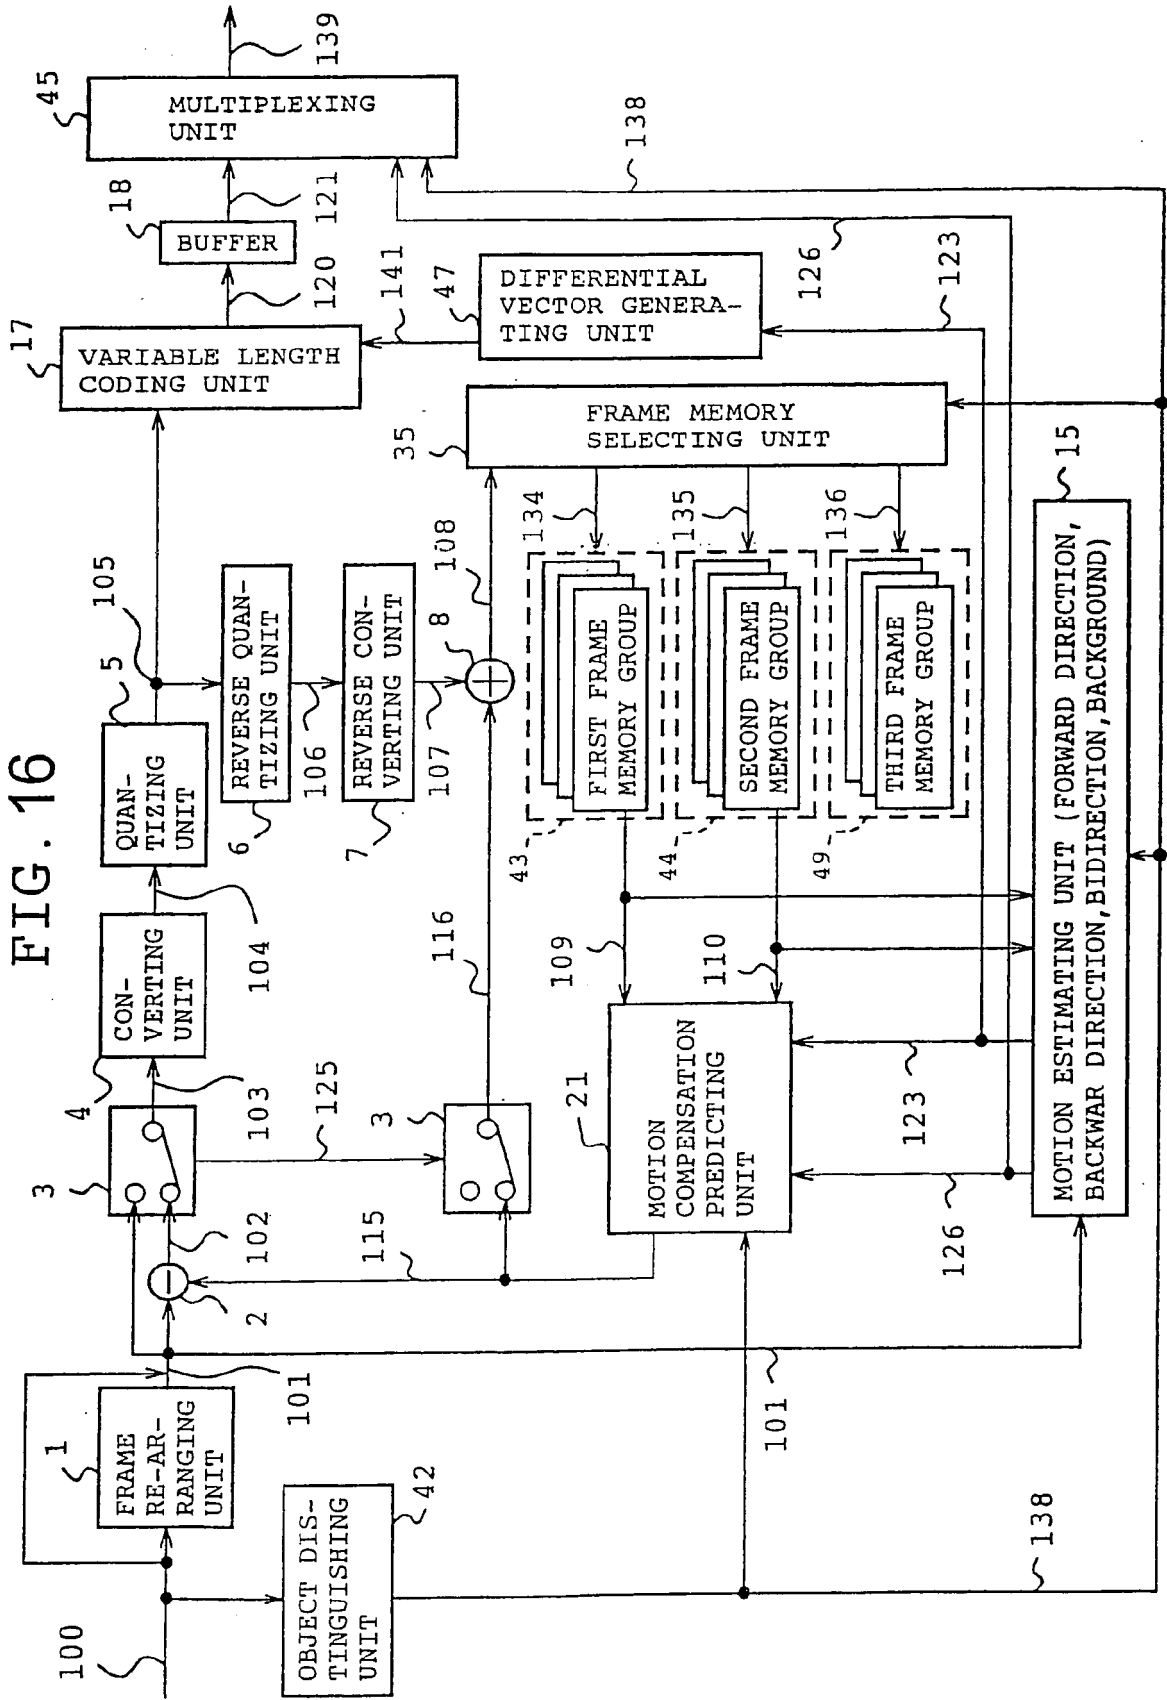 FIG. 16
100
1
FRAME
RE-AR-
RANGING
UNIT
101
2
102
3
103
4
CON-
VERTING
UNIT
104
5
QUAN-
TIZING
UNIT
105
17
VARIABLE LENGTH
CODING UNIT
120
18
BUFFER
121
45
MULTIPLEXING
UNIT
139
OBJECT DIS-
TINGUISHING
UNIT
42
115
125
3
116
6
REVERSE QUAN-
TIZING UNIT
106
7
REVERSE CON-
VERTING UNIT
107
8
108
35
FRAME MEMORY
SELECTING UNIT
141
47
DIFFERENTIAL
VECTOR GENERA-
TING UNIT
126
123
138
21
MOTION
COMPENSATION
PREDICTING
UNIT
109
110
43
FIRST FRAME
MEMORY GROUP
134
44
SECOND FRAME
MEMORY GROUP
135
49
THIRD FRAME
MEMORY GROUP
136
101
126
123
15
MOTION ESTIMATING UNIT (FORWARD DIRECTION,
BACKWAR DIRECTION,BIDIRECTION,BACKGROUND)
138